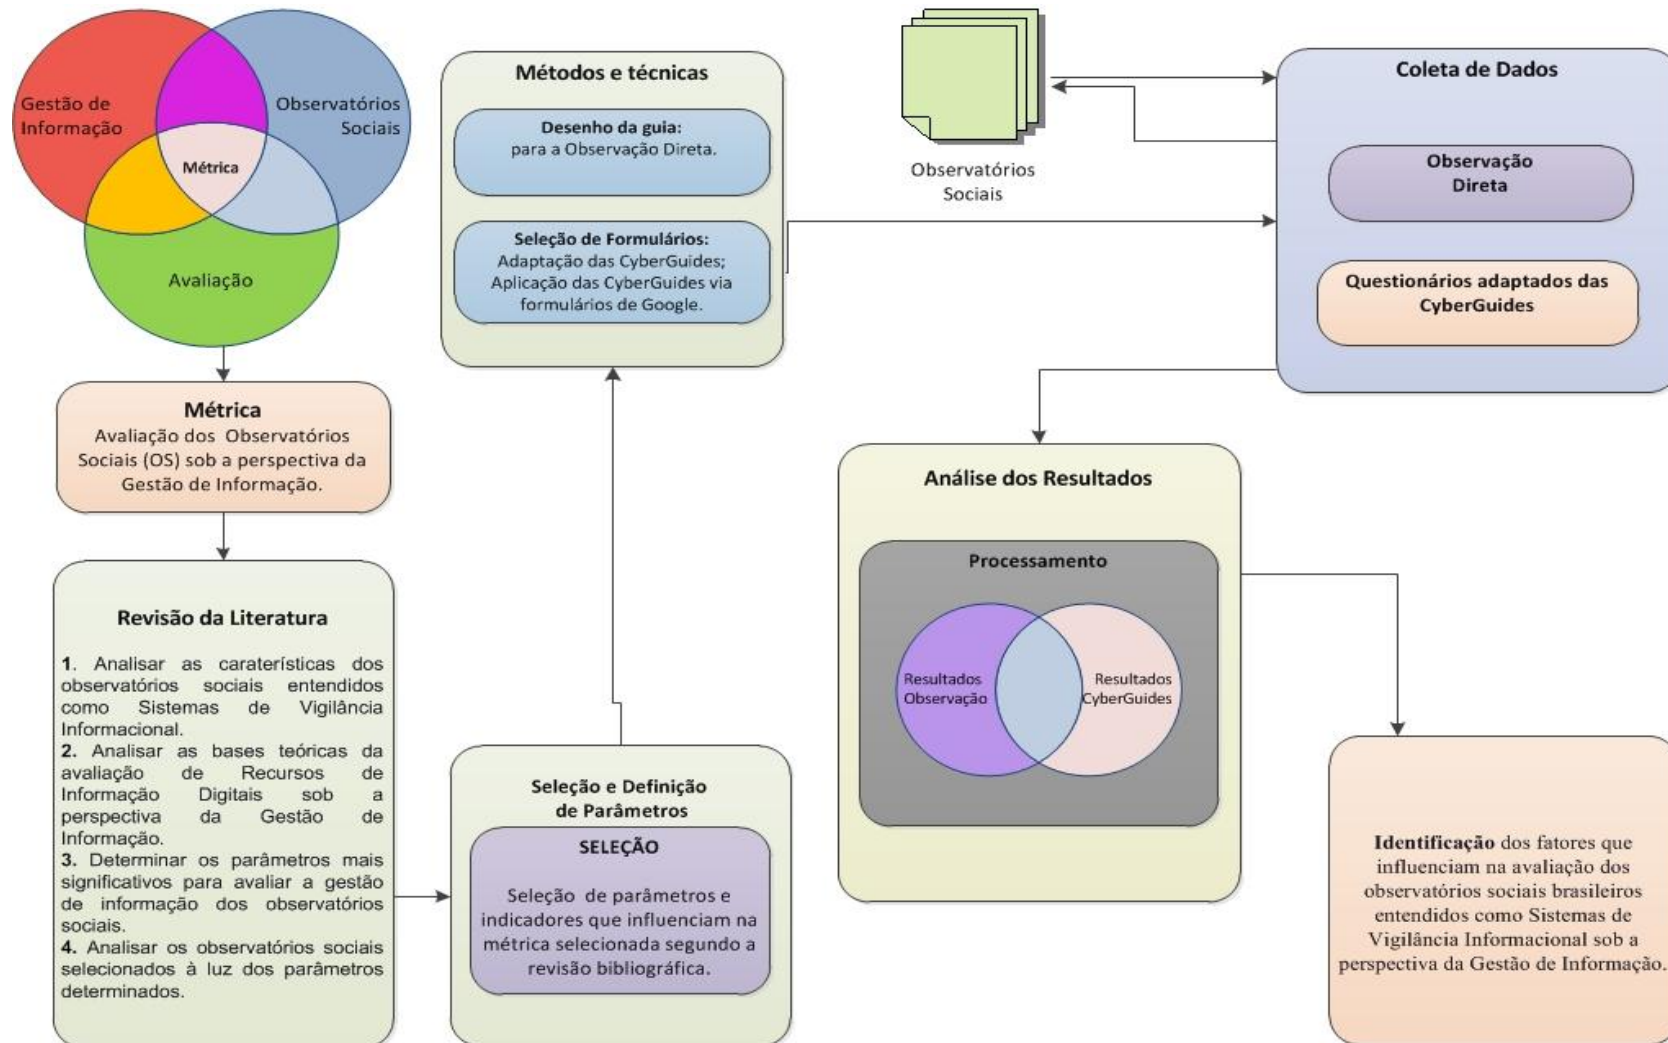 Gestão de
Informação
Observatórios
Sociais
Métrica
Avaliação
Métrica
Avaliação dos Observatórios
Sociais (OS) sob a perspectiva da
Gestão de Informação.
Revisão da Literatura
1. Analisar as caraterísticas dos
observatórios sociais entendidos
como Sistemas de Vigilância
Informacional.
2. Analisar as bases teóricas da
avaliação de Recursos de
Informação Digitais sob a
perspectiva da Gestão de
Informação.
3. Determinar os parâmetros mais
significativos para avaliar a gestão
de informação dos observatórios
sociais.
4. Analisar os observatórios sociais
selecionados à luz dos parâmetros
determinados.
Seleção e Definição
de Parâmetros
SELEÇÃO
Seleção de parâmetros e
indicadores que influenciam na
métrica selecionada segundo a
revisão bibliográfica.
Métodos e técnicas
Desenho da guia:
para a Observação Direta.
Seleção de Formulários:
Adaptação das CyberGuides;
Aplicação das CyberGuides via
formulários de Google.
Observatórios
Sociais
Coleta de Dados
Observação
Direta
Questionários adaptados das
CyberGuides
Análise dos Resultados
Processamento
Resultados
Observação
Resultados
CyberGuides
Identificação dos fatores que
influenciam na avaliação dos
observatórios sociais brasileiros
entendidos como Sistemas de
Vigilância Informacional sob a
perspectiva da Gestão de Informação.